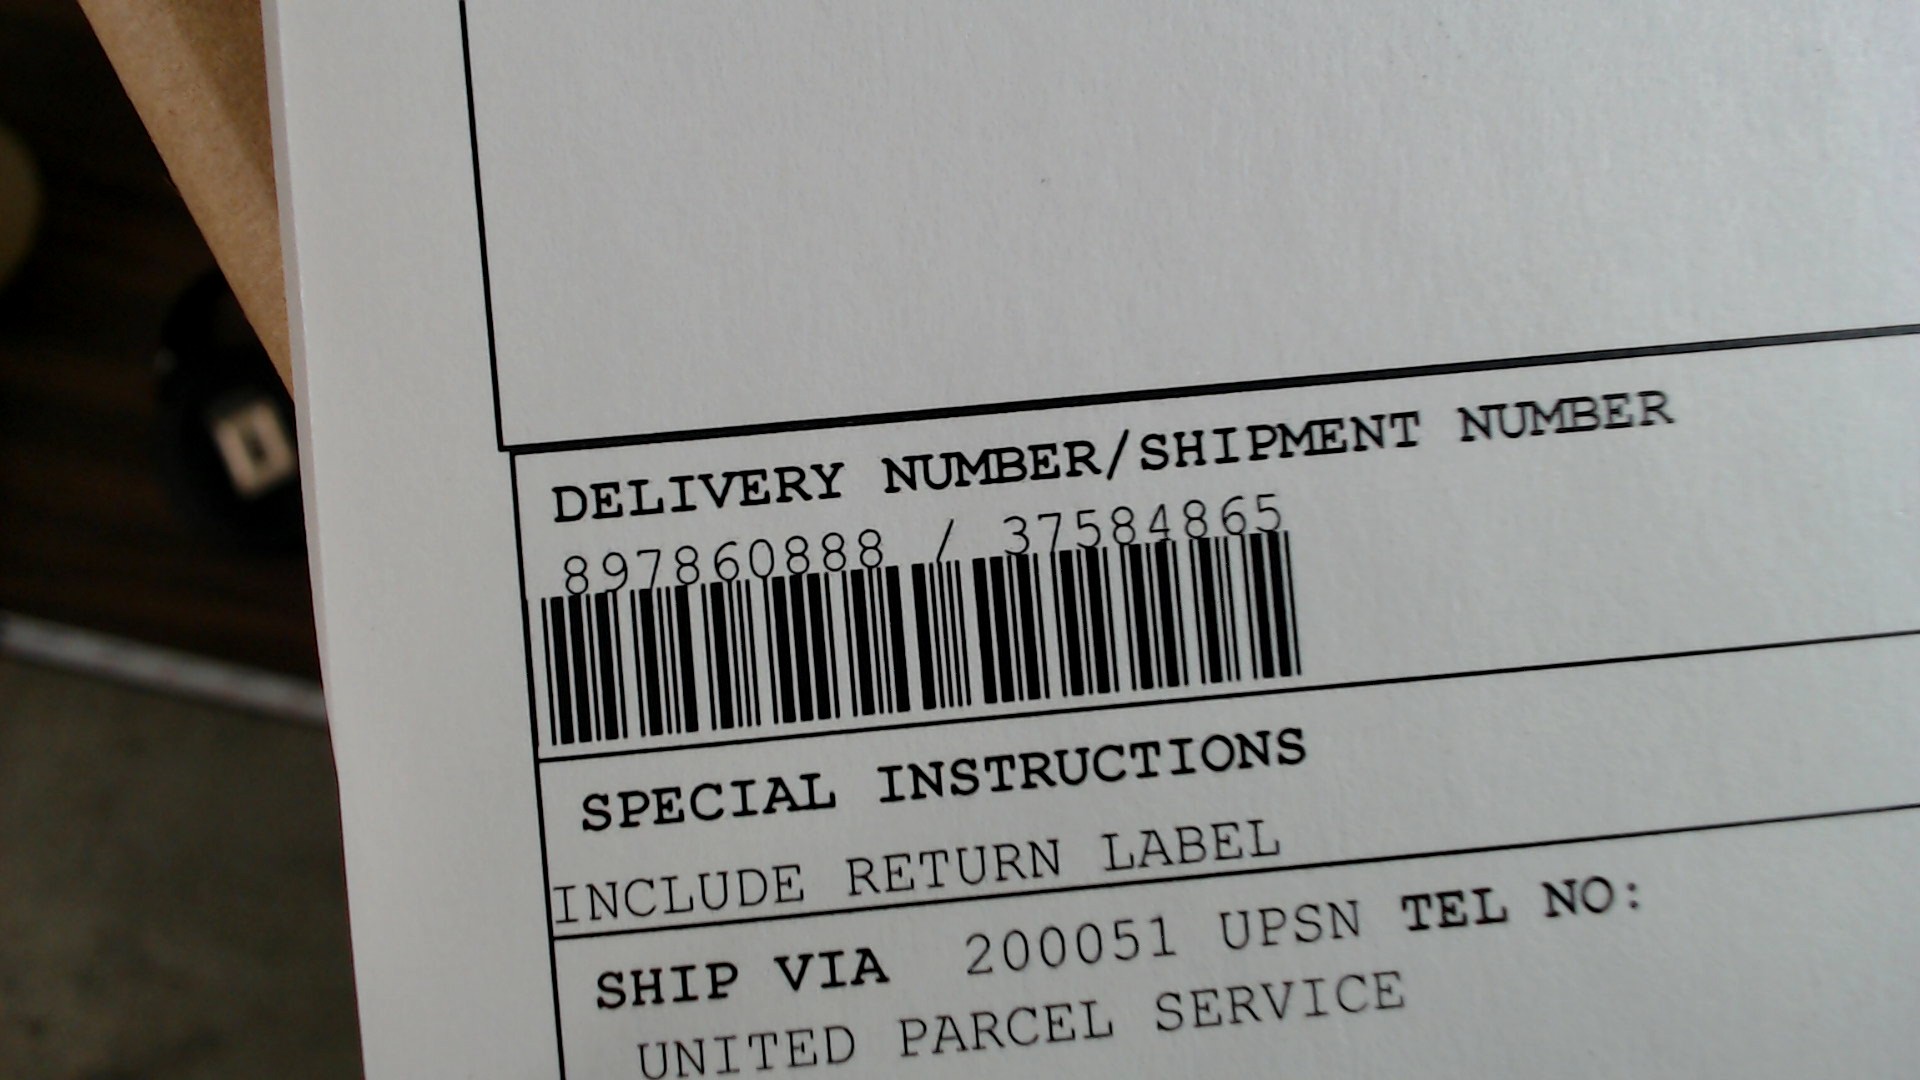 DELIVERY NUMBER/SHIPMENT NUMBER
897860888 / 37584865
SPECIAL INSTRUCTIONS
INCLUDE RETURN LABEL
SHIP VIA 200051 UPSN TEL NO:
UNITED PARCEL SERVICE